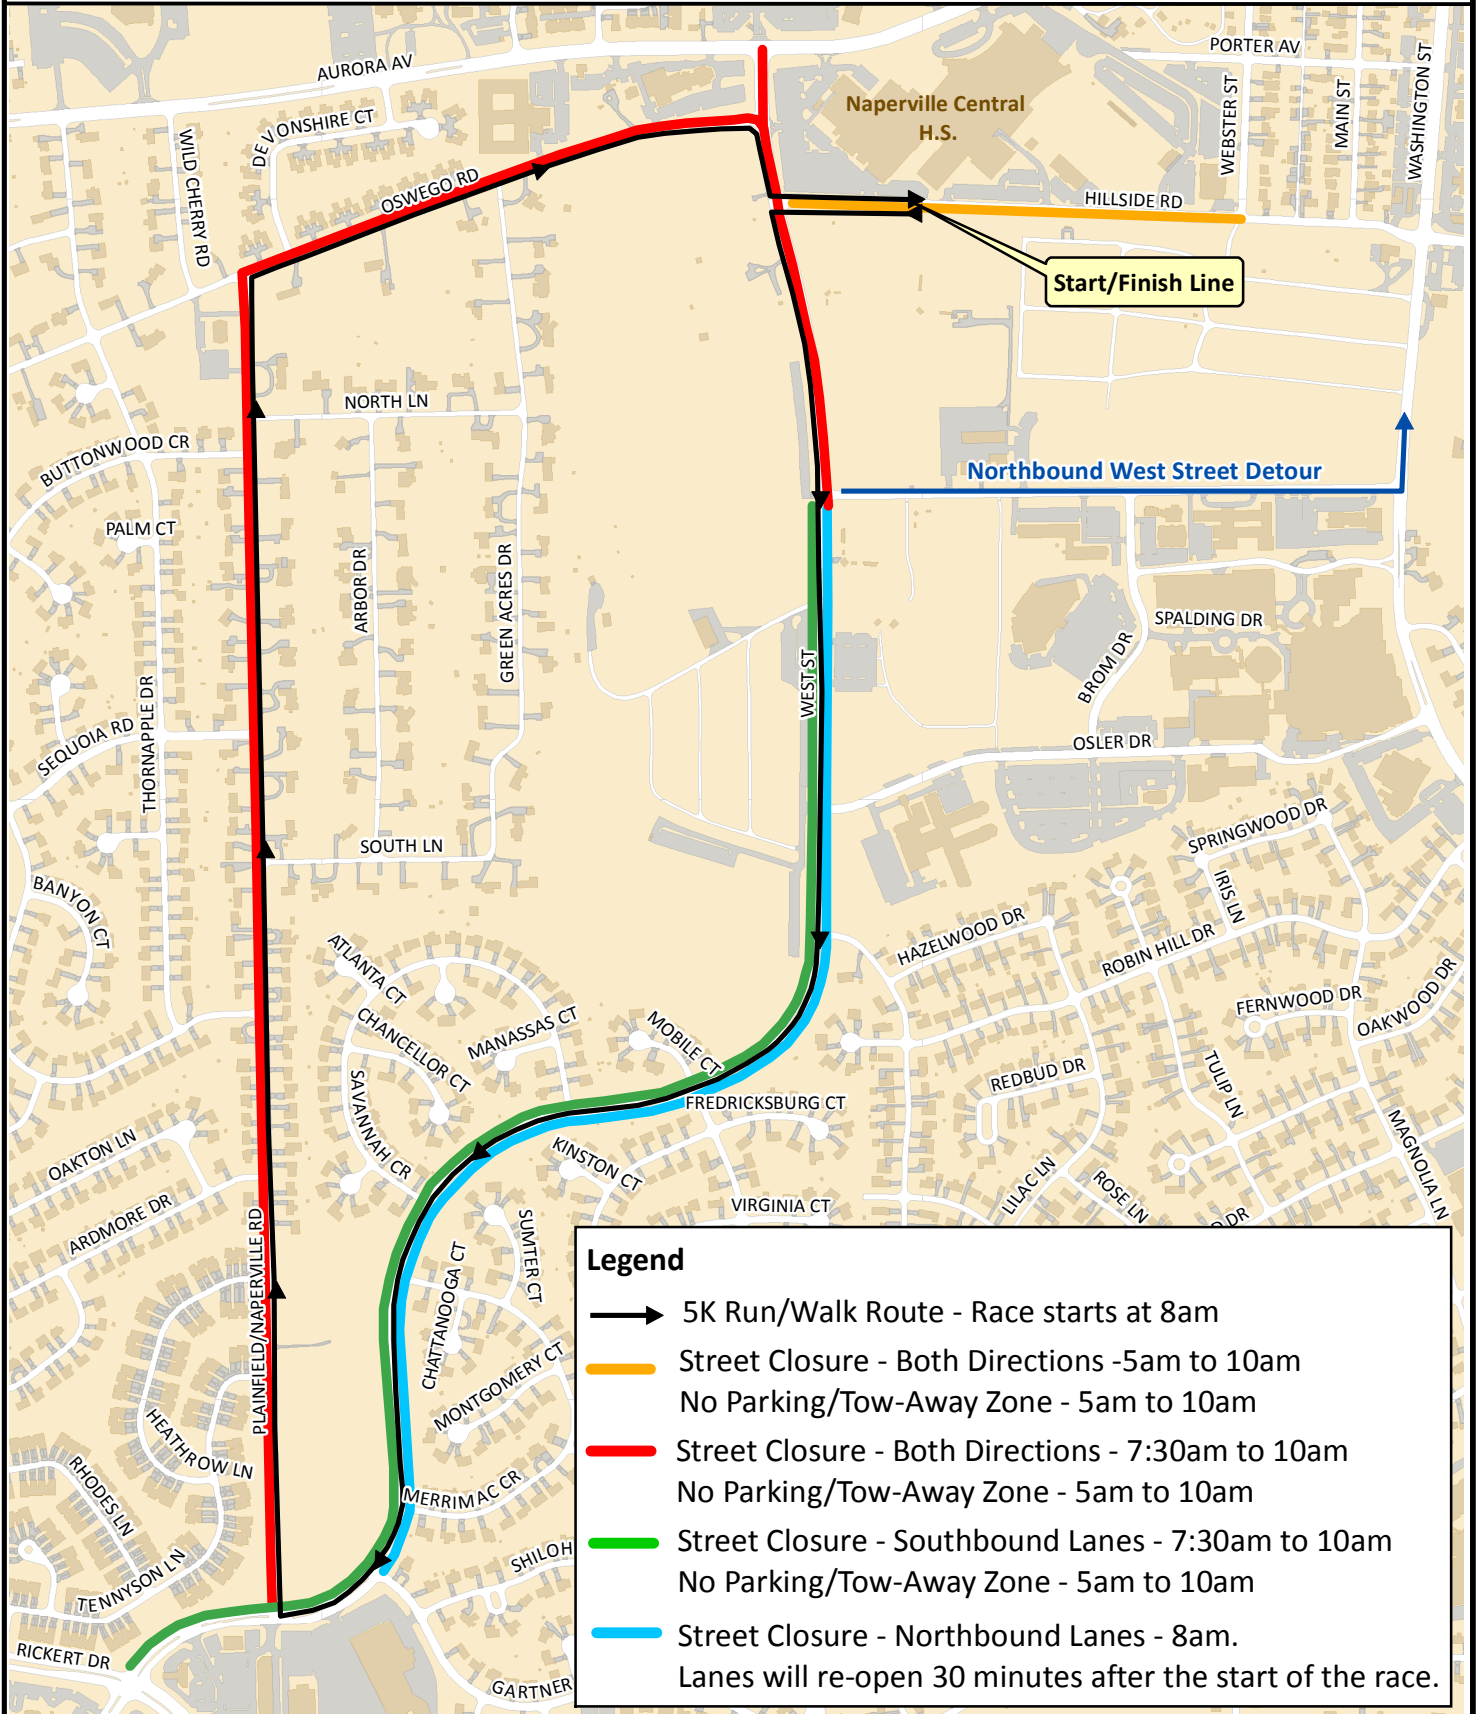 PORTER AV
AURORA AV
WASHINGTON ST
WEBSTER ST
MAIN ST
Naperville Central
H.S.
DEVONSHIRE CT
WILD CHERRY RD
OSWEGO RD
HILLSIDE RD
Start/Finish Line
NORTH LN
BUTTONWOOD CR
Northbound West Street Detour
PALM CT
ARBOR DR
GREEN ACRES DR
SPALDING DR
WEST ST
BROM DR
THORNAPPLE DR
SEQUOIA RD
OSLER DR
SPRINGWOOD DR
SOUTH LN
IRIS LN
BANYON CT
HAZELWOOD DR
ROBIN HILL DR
ATLANTA CT
FERNWOOD DR
OAKWOOD DR
CHANCELLOR CT
MANASSAS CT
MOBILE CT
REDBUD DR
TULIP LN
SAVANNAH CR
FREDRICKSBURG CT
OAKTON LN
KINSTON CT
MAGNOLIA LN
LILAC LN
ROSE LN
VIRGINIA CT
ARDMORE DR
SUMTER CT
DR
PLAINFIELD/NAPERVILLE RD
CHATTANOOGA CT
MONTGOMERY CT
HEATHROW LN
RHODES LN
MERRIMAC CR
SHILOH
TENNYSON LN
RICKERT DR
GARTNER
Legend
5K Run/Walk Route - Race starts at 8am
Street Closure - Both Directions -5am to 10am
No Parking/Tow-Away Zone - 5am to 10am
Street Closure - Both Directions - 7:30am to 10am
No Parking/Tow-Away Zone - 5am to 10am
Street Closure - Southbound Lanes - 7:30am to 10am
No Parking/Tow-Away Zone - 5am to 10am
Street Closure - Northbound Lanes - 8am.
Lanes will re-open 30 minutes after the start of the race.